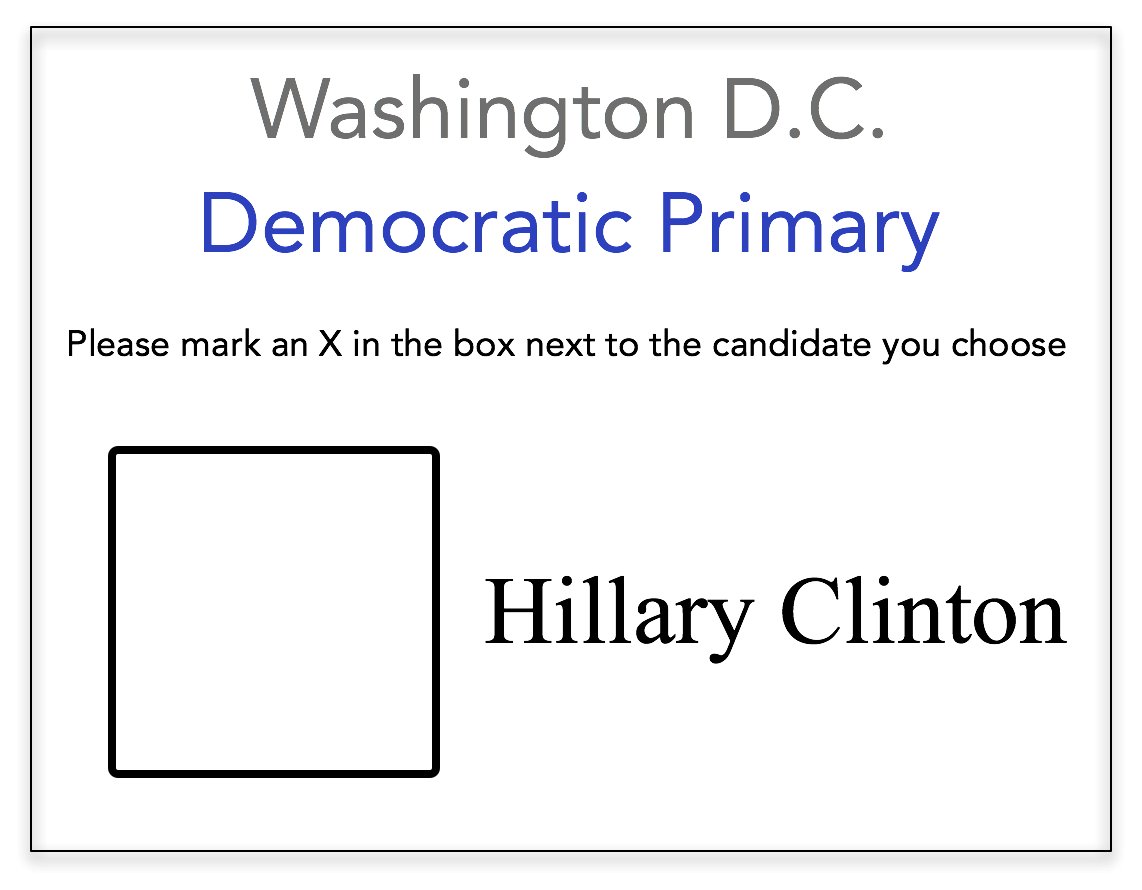 Washington D.C.
Democratic Primary
Please mark an X in the box next to the candidate you choose
Hillary Clinton